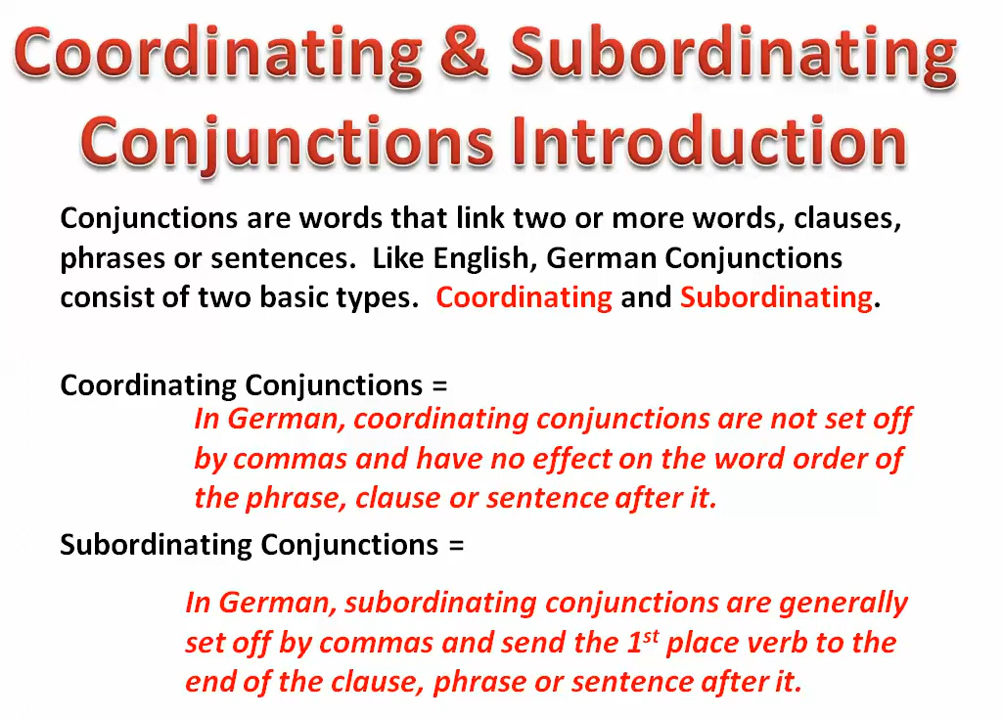 Coordinating & Subordinating
Conjunctions Introduction
Conjunctions are words that link two or more words, clauses,
phrases or sentences. Like English, German Conjunctions
consist of two basic types. Coordinating and Subordinating.
Coordinating Conjunctions =
In German, coordinating conjunctions are not set off
by commas and have no effect on the word order of
the phrase, clause or sentence after it.
Subordinating Conjunctions =
In German, subordinating conjunctions are generally
set off by commas and send the 1st place verb to the
end of the clause, phrase or sentence after it.